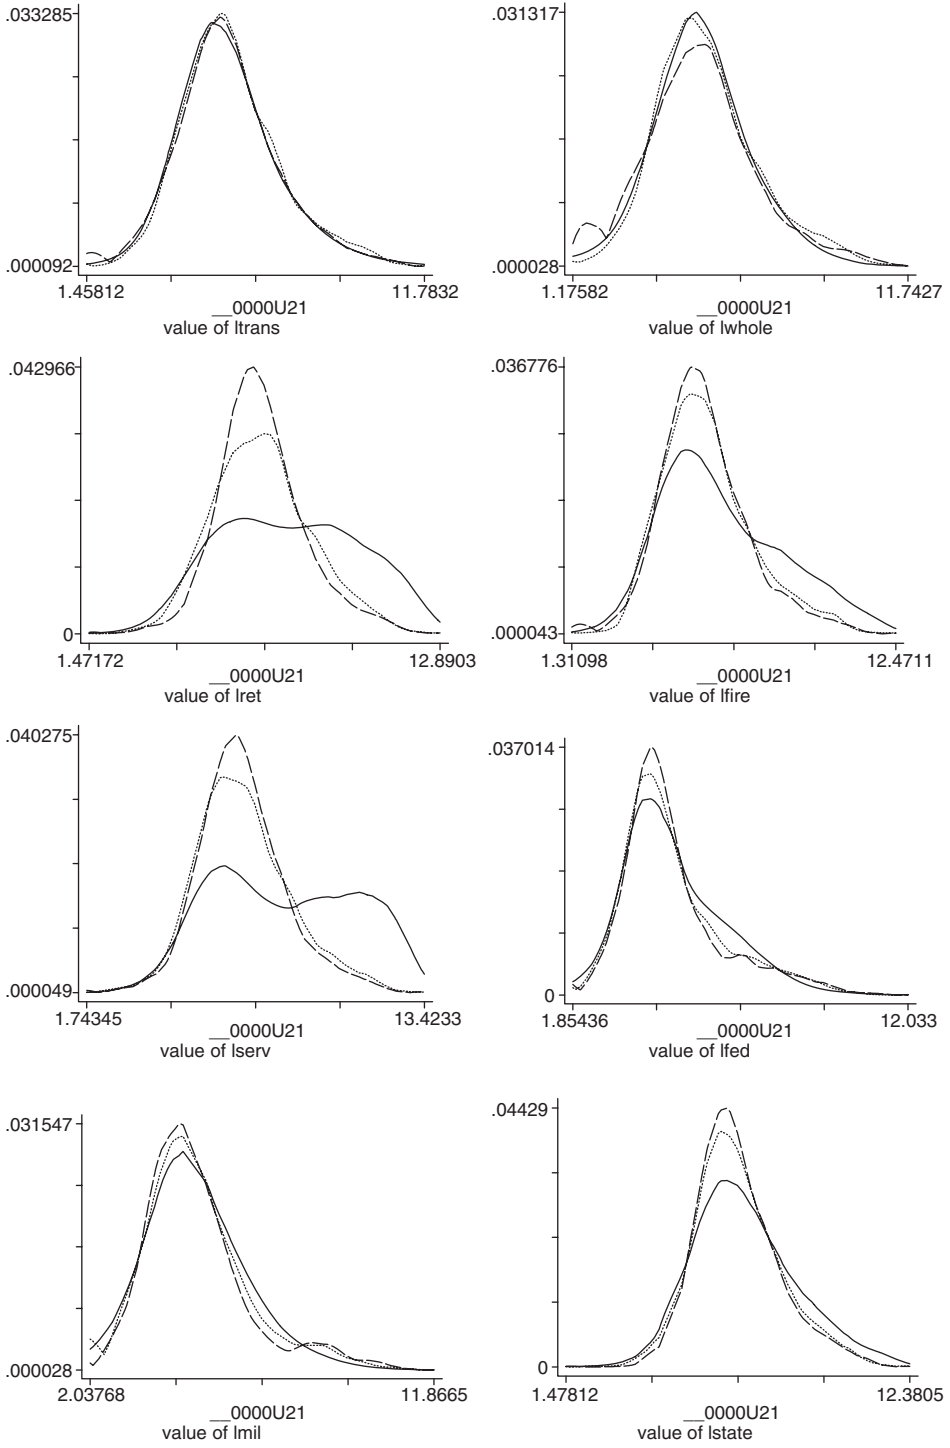 .033285
.000092
1.45812
11.7832
__0000U21
value of ltrans
.031317
.000028
1.17582
11.7427
__0000U21
value of lwhole
.042966
0
1.47172
12.8903
__0000U21
value of lret
.036776
.000043
1.31098
12.4711
__0000U21
value of lfire
.040275
.000049
1.74345
13.4233
__0000U21
value of lserv
.037014
0
1.85436
12.033
__0000U21
value of lfed
.031547
.000028
2.03768
11.8665
__0000U21
value of lmil
.04429
0
1.47812
12.3805
__0000U21
value of lstate